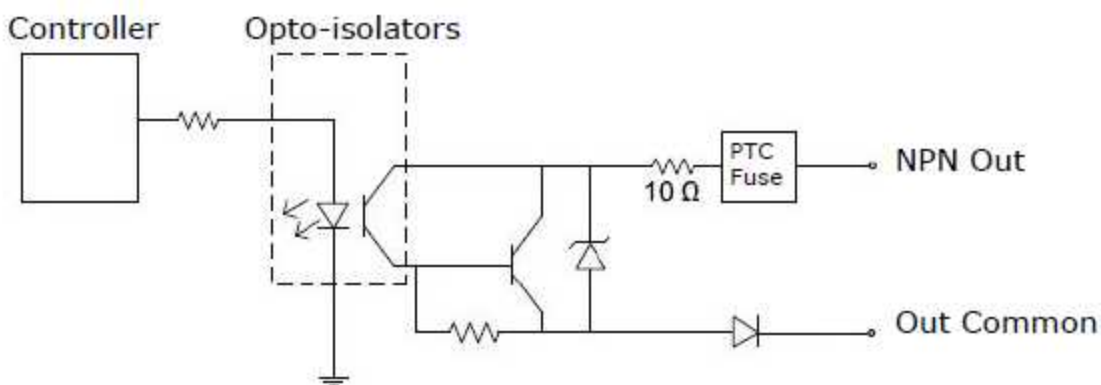 Controller
Opto-isolators
PTC
Fuse
NPN Out
10 Ω
Out Common